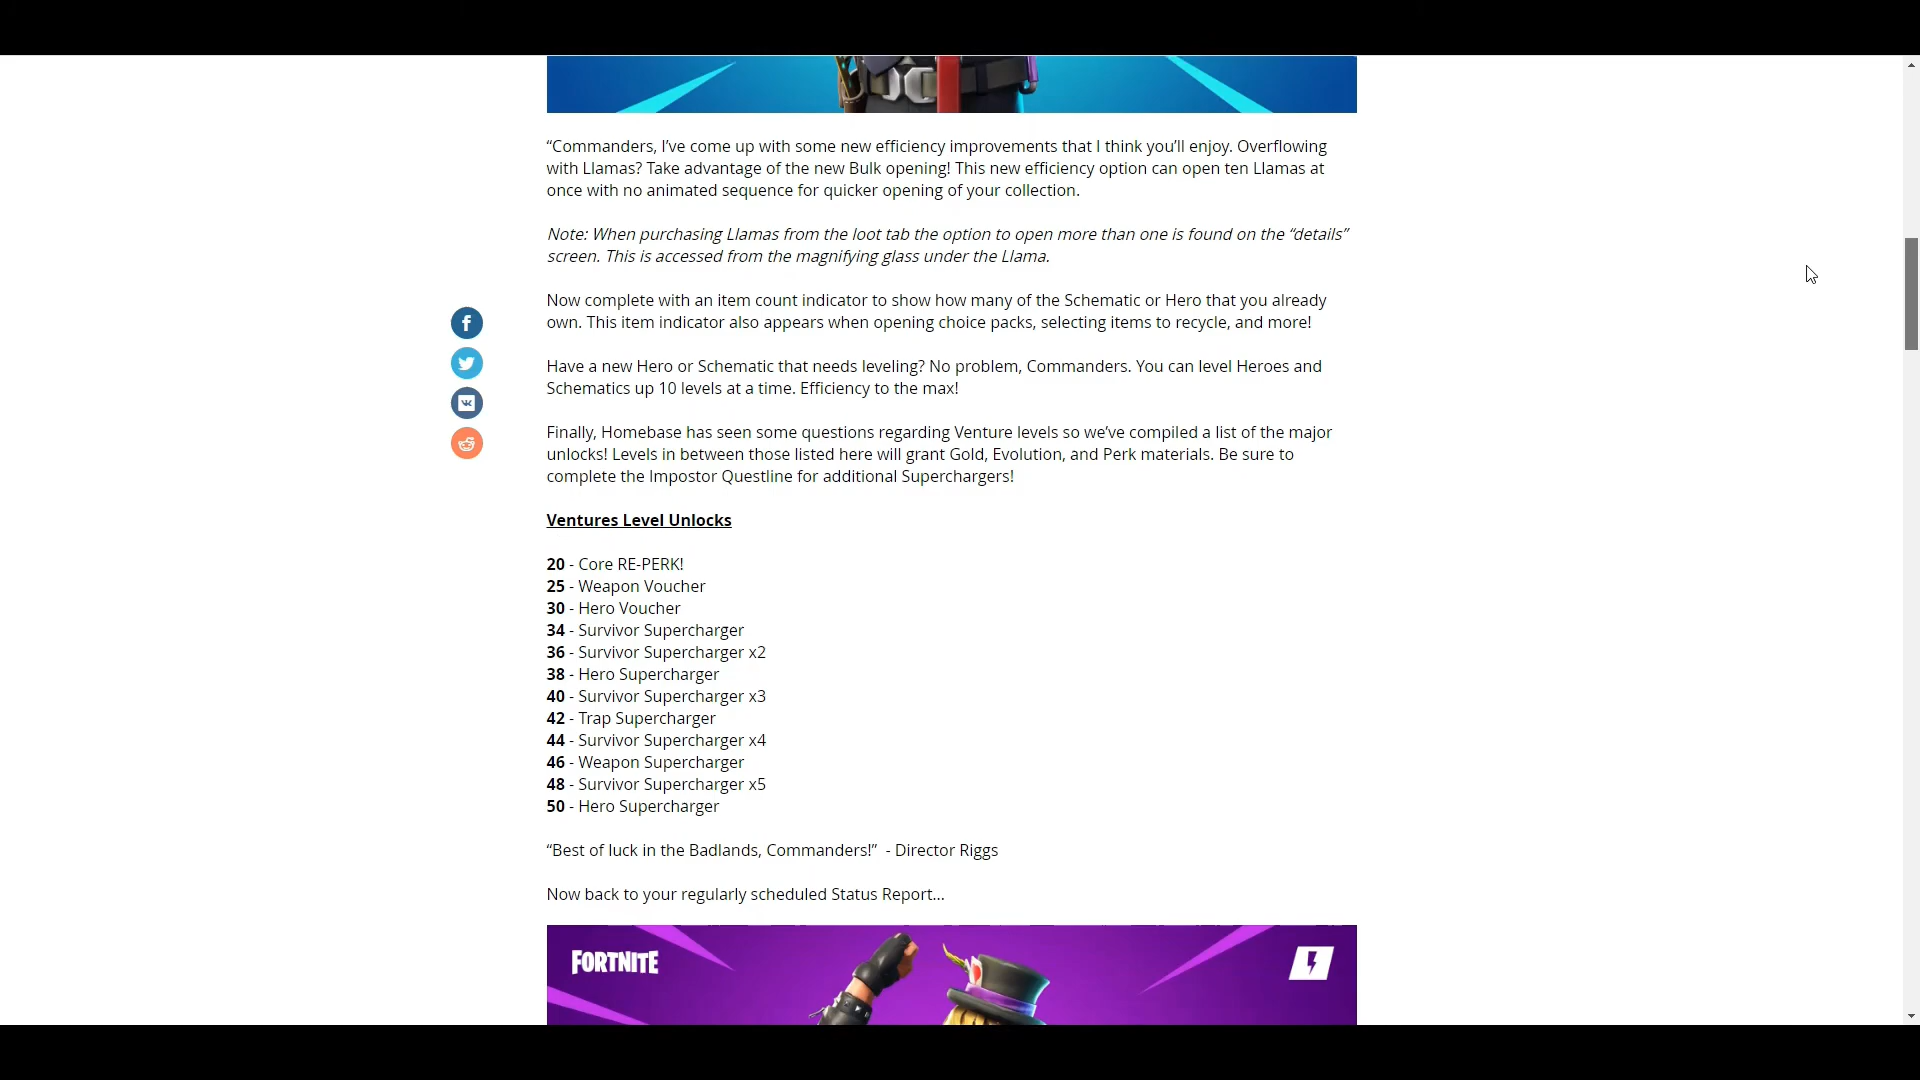 “Commanders, I’ve come up with some new efficiency improvements that I think you’ll enjoy. Overflowing
with Llamas? Take advantage of the new Bulk opening! This new efficiency option can open ten Llamas at
once with no animated sequence for quicker opening of your collection.
Note: When purchasing Llamas from the loot tab the option to open more than one is found on the “details”
screen. This is accessed from the magnifying glass under the Llama.
Now complete with an item count indicator to show how many of the Schematic or Hero that you already
own. This item indicator also appears when opening choice packs, selecting items to recycle, and more!
Have a new Hero or Schematic that needs leveling? No problem, Commanders. You can level Heroes and
Schematics up 10 levels at a time. Efficiency to the max!
Finally, Homebase has seen some questions regarding Venture levels so we’ve compiled a list of the major
unlocks! Levels in between those listed here will grant Gold, Evolution, and Perk materials. Be sure to
complete the Impostor Questline for additional Superchargers!
Ventures Level Unlocks
20 - Core RE-PERK!
25 - Weapon Voucher
30 - Hero Voucher
34 - Survivor Supercharger
36 - Survivor Supercharger x2
38 - Hero Supercharger
40 - Survivor Supercharger x3
42 - Trap Supercharger
44 - Survivor Supercharger x4
46 - Weapon Supercharger
48 - Survivor Supercharger x5
50 - Hero Supercharger
“Best of luck in the Badlands, Commanders!”  - Director Riggs
Now back to your regularly scheduled Status Report...
FORTNITE